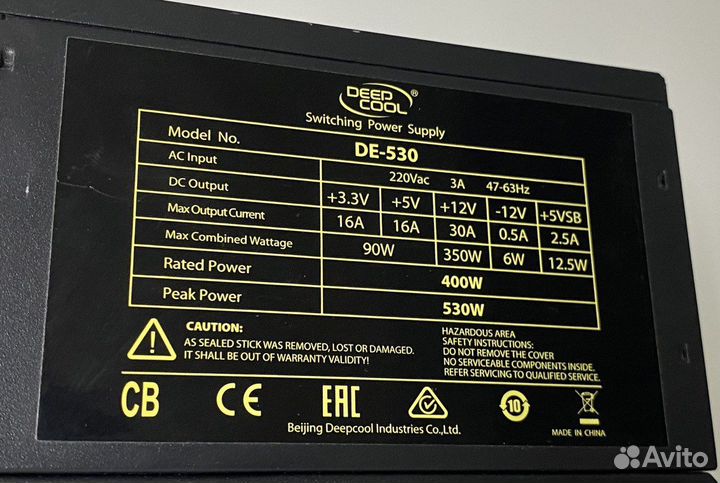 DEEP
COOL®
Switching Power Supply
Model No. DE-530
AC Input 220Vac 3A 47-63Hz
DC Output +3.3V +5V +12V -12V +5VSB
Max Output Current 16A 16A 30A 0.5A 2.5A
Max Combined Wattage 90W 350W 6W 12.5W
Rated Power 400W
Peak Power 530W
CAUTION:
AS SEALED STICK WAS REMOVED, LOST OR DAMAGED.
IT SHALL BE OUT OF WARRANTY VALIDITY!
HAZARDOUS AREA
SAFETY INSTRUCTIONS:
DO NOT REMOVE THE COVER
NO SERVICEABLE COMPONENTS INSIDE.
REFER SERVICING TO QUALIFIED SERVICE.
CB CE EAC 10
Beijing Deepcool Industries Co.,Ltd.
MADE IN CHINA
Avito